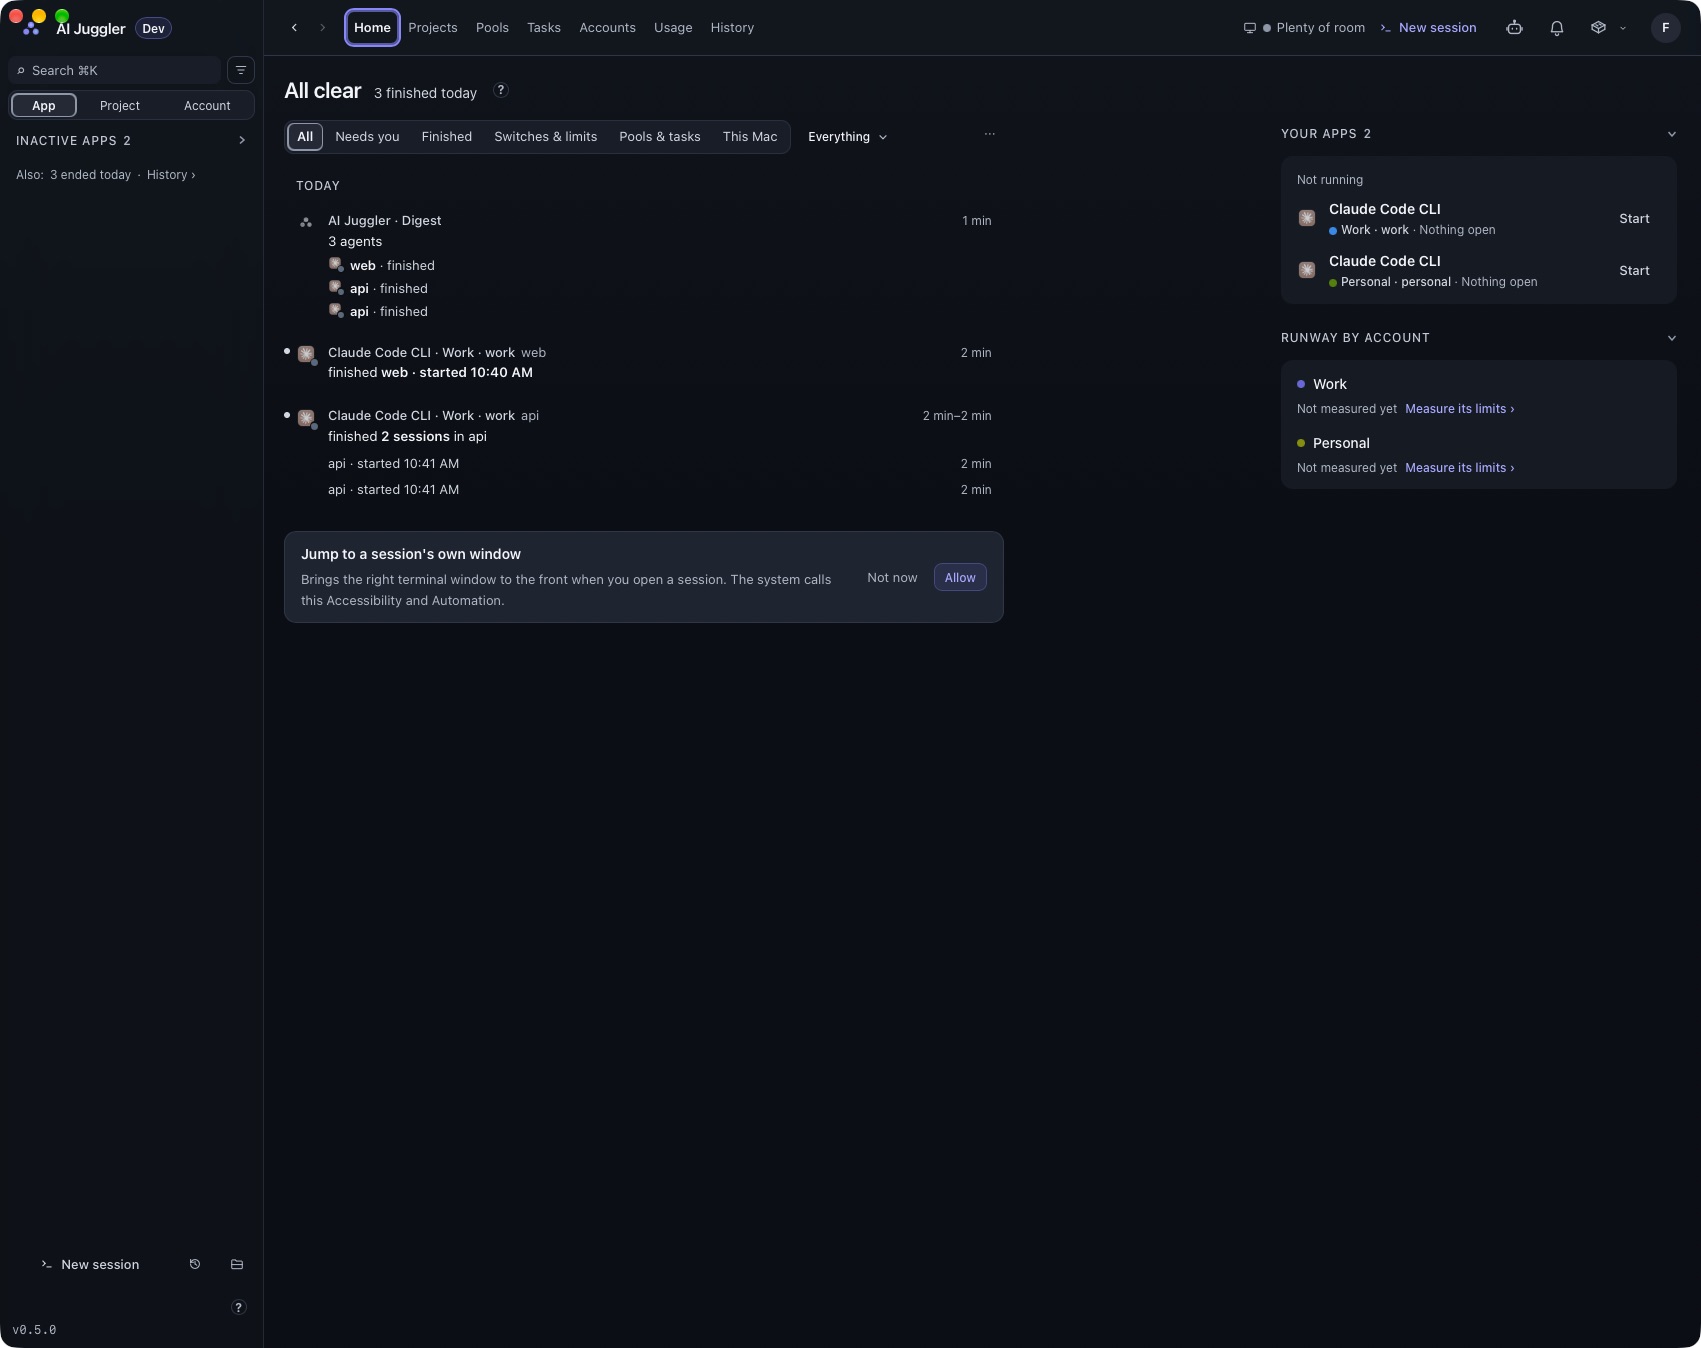 AI Juggler Dev
Search ⌘K
App Project Account
INACTIVE APPS 2
Also: 3 ended today · History ›
New session
?
v0.5.0
Home Projects Pools Tasks Accounts Usage History
Plenty of room
New session
F
All clear 3 finished today ?
All Needs you Finished Switches & limits Pools & tasks This Mac Everything ···
TODAY
AI Juggler · Digest 1 min
3 agents
web · finished
api · finished
api · finished
Claude Code CLI · Work · work web 2 min
finished web · started 10:40 AM
Claude Code CLI · Work · work api 2 min–2 min
finished 2 sessions in api
api · started 10:41 AM 2 min
api · started 10:41 AM 2 min
Jump to a session's own window
Brings the right terminal window to the front when you open a session. The system calls
this Accessibility and Automation.
Not now Allow
YOUR APPS 2
Not running
Claude Code CLI
Work · work · Nothing open
Start
Claude Code CLI
Personal · personal · Nothing open
Start
RUNWAY BY ACCOUNT
Work
Not measured yet Measure its limits ›
Personal
Not measured yet Measure its limits ›